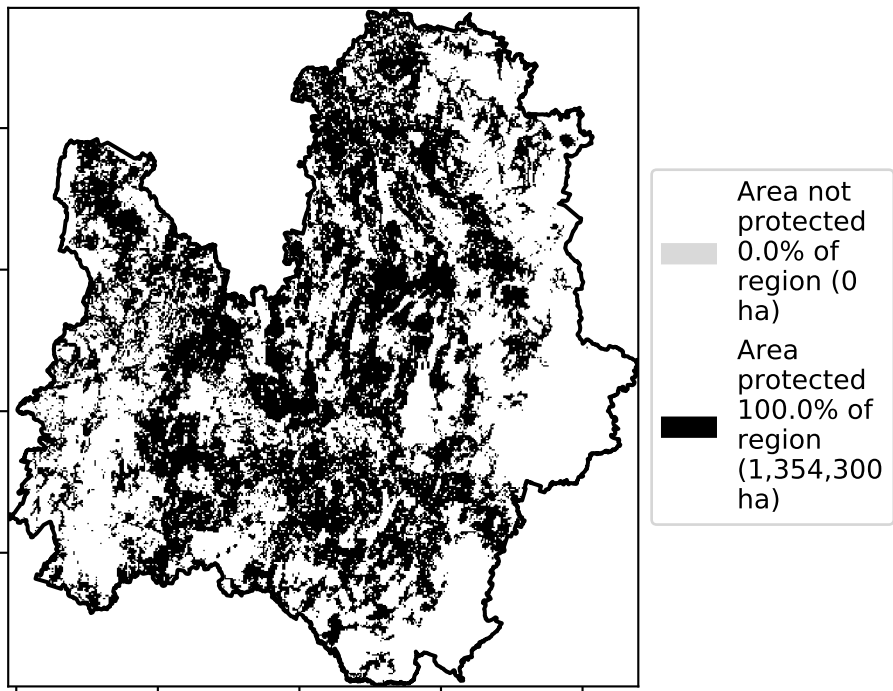 Area not
protected
0.0% of
region (0
ha)
Area
protected
100.0% of
region
(1,354,300
ha)